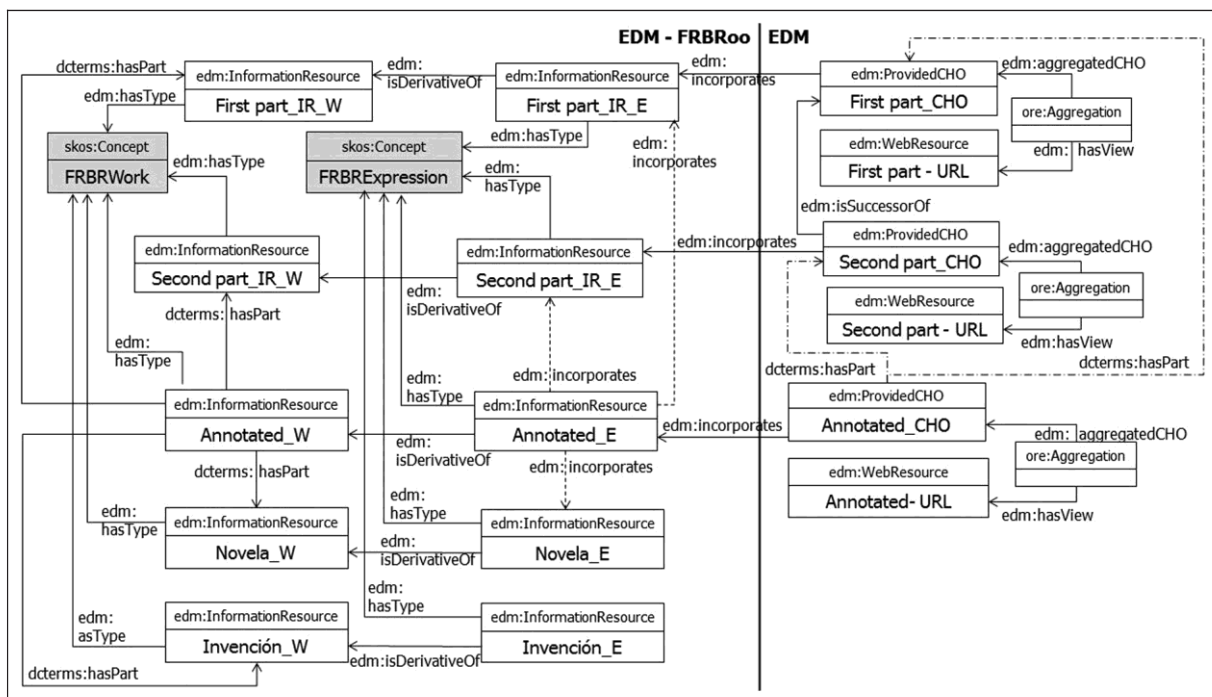 EDM - FRBRoo
EDM
dcterms:hasPart
edm:InformationResource
First part_IR_W
edm:
isDerivativeOf
edm:InformationResource
First part_IR_E
edm:
incorporates
edm:ProvidedCHO
First part_CHO
edm:aggregatedCHO
ore:Aggregation
edm:hasType
skos:Concept
FRBRWork
edm:hasType
skos:Concept
FRBRExpression
edm:hasType
edm:
hasType
edm:
incorporates
edm:WebResource
First part - URL
edm:
hasView
edm:isSuccessorOf
edm:InformationResource
Second part_IR_W
edm:InformationResource
Second part_IR_E
edm:incorporates
edm:ProvidedCHO
Second part_CHO
edm:aggregatedCHO
ore:Aggregation
edm:isDerivativeOf
dcterms:hasPart
edm:WebResource
Second part - URL
edm:hasView
edm:
hasType
edm:incorporates
dcterms:hasPart
dcterms:hasPart
edm:
hasType
edm:InformationResource
Annotated_W
edm:InformationResource
Annotated_E
edm:incorporates
edm:ProvidedCHO
Annotated_CHO
edm: aggregatedCHO
ore:Aggregation
edm:
isDerivativeOf
dcterms:hasPart
edm:incorporates
edm:WebResource
Annotated- URL
edm:hasView
edm:
hasType
edm:InformationResource
Novela_W
edm:
hasType
edm:InformationResource
Novela_E
edm:
isDerivativeOf
edm:
hasType
edm:
asType
edm:InformationResource
Invención_W
edm:InformationResource
Invención_E
edm:isDerivativeOf
dcterms:hasPart